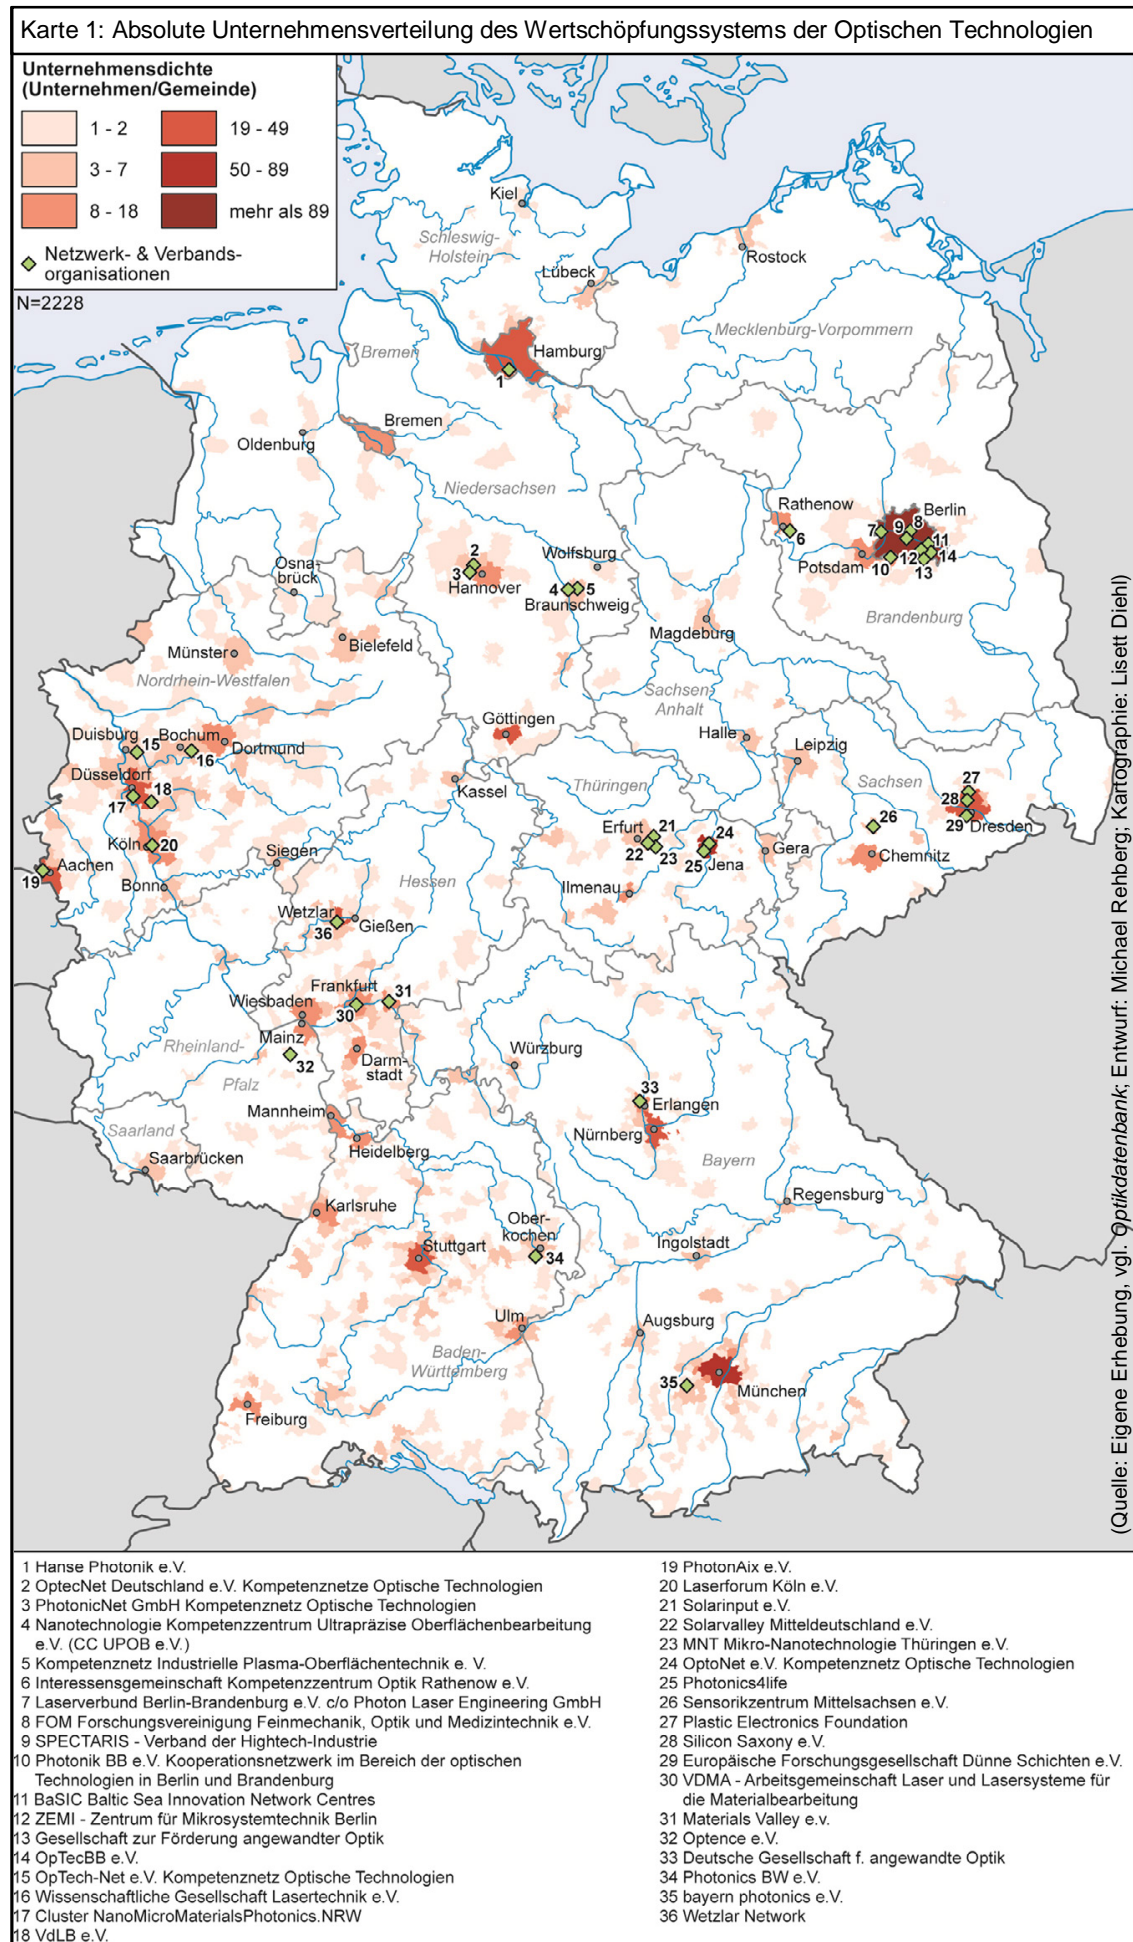 Karte 1: Absolute Unternehmensverteilung des Wertschöpfungssystems der Optischen Technologien
Unternehmensdichte
(Unternehmen/Gemeinde)
1 - 2
19 - 49
3 - 7
50 - 89
8 - 18
mehr als 89
Netzwerk- & Verbands-
organisationen
N=2228
Kiel
Schleswig-
Holstein
Rostock
Lübeck
Mecklenburg-Vorpommern
Bremen
Hamburg
1
Bremen
Oldenburg
Niedersachsen
Rathenow
Berlin
6
7
9
8
11
14
Potsdam
10
12
13
Osna-
brück
2
3
Hannover
Wolfsburg
4
5
Braunschweig
Brandenburg
Magdeburg
Münster
Bielefeld
Nordrhein-Westfalen
Sachsen-
Anhalt
Göttingen
Halle
Leipzig
Duisburg
15
Bochum
16
Dortmund
Düsseldorf
17
18
Kassel
Thüringen
Sachsen
27
28
29
Dresden
26
Chemnitz
Köln
20
Erfurt
21
22
23
24
25
Jena
Gera
Aachen
19
Bonn
Siegen
Hessen
Ilmenau
Wetzlar
36
Gießen
Frankfurt
31
Wiesbaden
30
Mainz
32
Rheinland-
Pfalz
Darm-
stadt
Würzburg
33
Erlangen
Nürnberg
Mannheim
Heidelberg
Saarland
Saarbrücken
Bayern
Regensburg
Karlsruhe
Ober-
kochen
34
Stuttgart
Ingolstadt
Ulm
Augsburg
Baden-
Württemberg
35
München
Freiburg
(Quelle: Eigene Erhebung, vgl. Optikdatenbank; Entwurf: Michael Rehberg; Kartographie: Lisett Diehl)
1 Hanse Photonik e.V.
2 OptecNet Deutschland e.V. Kompetenznetze Optische Technologien
3 PhotonicNet GmbH Kompetenznetz Optische Technologien
4 Nanotechnologie Kompetenzzentrum Ultrapräzise Oberflächenbearbeitung
e.V. (CC UPOB e.V.)
5 Kompetenznetz Industrielle Plasma-Oberflächentechnik e. V.
6 Interessensgemeinschaft Kompetenzzentrum Optik Rathenow e.V.
7 Laserverbund Berlin-Brandenburg e.V. c/o Photon Laser Engineering GmbH
8 FOM Forschungsvereinigung Feinmechanik, Optik und Medizintechnik e.V.
9 SPECTARIS - Verband der Hightech-Industrie
10 Photonik BB e.V. Kooperationsnetzwerk im Bereich der optischen
Technologien in Berlin und Brandenburg
11 BaSIC Baltic Sea Innovation Network Centres
12 ZEMI - Zentrum für Mikrosystemtechnik Berlin
13 Gesellschaft zur Förderung angewandter Optik
14 OpTecBB e.V.
15 OpTech-Net e.V. Kompetenznetz Optische Technologien
16 Wissenschaftliche Gesellschaft Lasertechnik e.V.
17 Cluster NanoMicroMaterialsPhotonics.NRW
18 VdLB e.V.
19 PhotonAix e.V.
20 Laserforum Köln e.V.
21 Solarinput e.V.
22 Solarvalley Mitteldeutschland e.V.
23 MNT Mikro-Nanotechnologie Thüringen e.V.
24 OptoNet e.V. Kompetenznetz Optische Technologien
25 Photonics4life
26 Sensorikzentrum Mittelsachsen e.V.
27 Plastic Electronics Foundation
28 Silicon Saxony e.V.
29 Europäische Forschungsgesellschaft Dünne Schichten e.V.
30 VDMA - Arbeitsgemeinschaft Laser und Lasersysteme für
die Materialbearbeitung
31 Materials Valley e.v.
32 Optence e.V.
33 Deutsche Gesellschaft f. angewandte Optik
34 Photonics BW e.V.
35 bayern photonics e.V.
36 Wetzlar Network